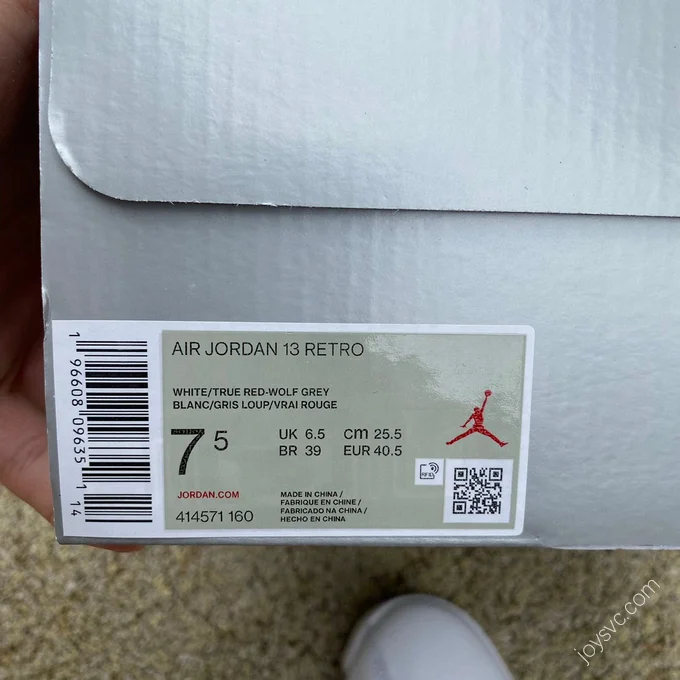 AIR JORDAN 13 RETRO
WHITE/TRUE RED-WOLF GREY
BLANC/GRIS LOUP/VRAI ROUGE
7 5
UK 6.5 cm 25.5
BR 39 EUR 40.5
JORDAN.COM
414571 160
MADE IN CHINA /
FABRIQUE EN CHINE /
FABRICADO NA CHINA /
HECHO EN CHINA
RFID
1 96608 09635 1 14
joysvc.com